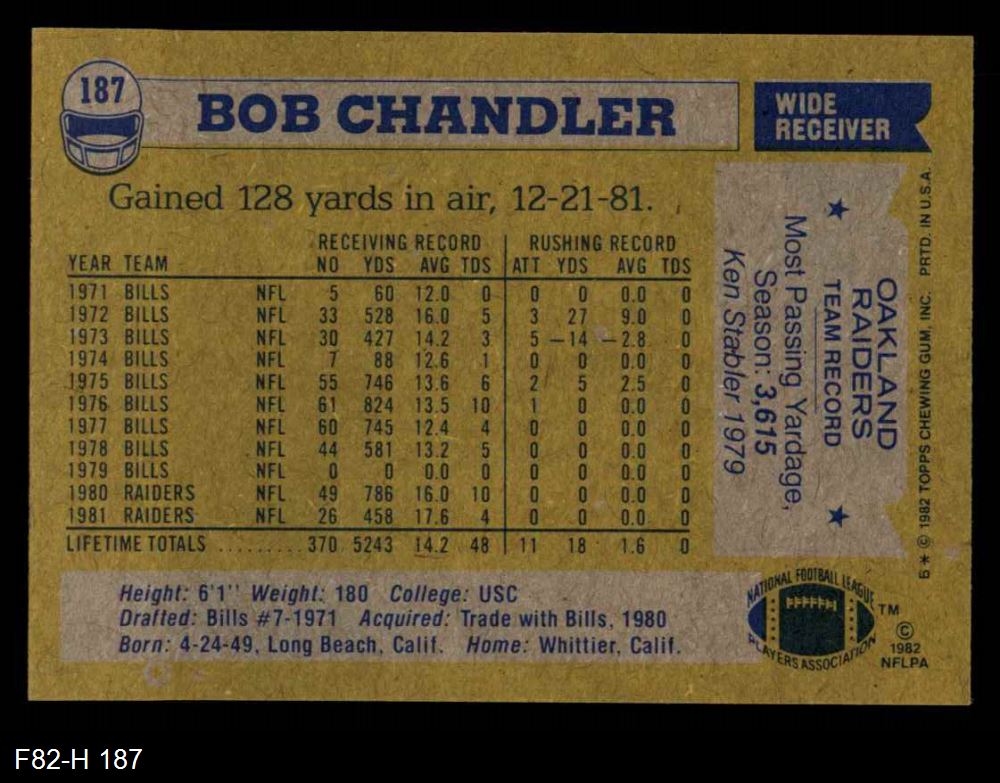 187
BOB CHANDLER
WIDE
RECEIVER
Gained 128 yards in air, 12-21-81.
RECEIVING RECORD RUSHING RECORD
YEAR TEAM NO YDS AVG TDS ATT YDS AVG TDS
1971 BILLS NFL 5 60 12.0 0 0 0 0.0 0
1972 BILLS NFL 33 528 16.0 5 3 27 9.0 0
1973 BILLS NFL 30 427 14.2 3 5 -14 -2.8 0
1974 BILLS NFL 7 88 12.6 1 0 0 0.0 0
1975 BILLS NFL 55 746 13.6 6 2 5 2.5 0
1976 BILLS NFL 61 824 13.5 10 1 0 0.0 0
1977 BILLS NFL 60 745 12.4 4 0 0 0.0 0
1978 BILLS NFL 44 581 13.2 5 0 0 0.0 0
1979 BILLS NFL 0 0 0.0 0 0 0 0.0 0
1980 RAIDERS NFL 49 786 16.0 10 0 0 0.0 0
1981 RAIDERS NFL 26 458 17.6 4 0 0 0.0 0
LIFETIME TOTALS .......... 370 5243 14.2 48 11 18 1.6 0
Height: 6'1" Weight: 180 College: USC
Drafted: Bills #7-1971 Acquired: Trade with Bills, 1980
Born: 4-24-49, Long Beach, Calif. Home: Whittier, Calif.
OAKLAND
RAIDERS
TEAM RECORD
Most Passing Yardage,
Season: 3,615
Ken Stabler 1979
5* © 1982 TOPPS CHEWING GUM, INC. PRTD. IN U.S.A.
NATIONAL FOOTBALL LEAGUE
PLAYERS ASSOCIATION
TM
©
1982
NFLPA
F82-H 187